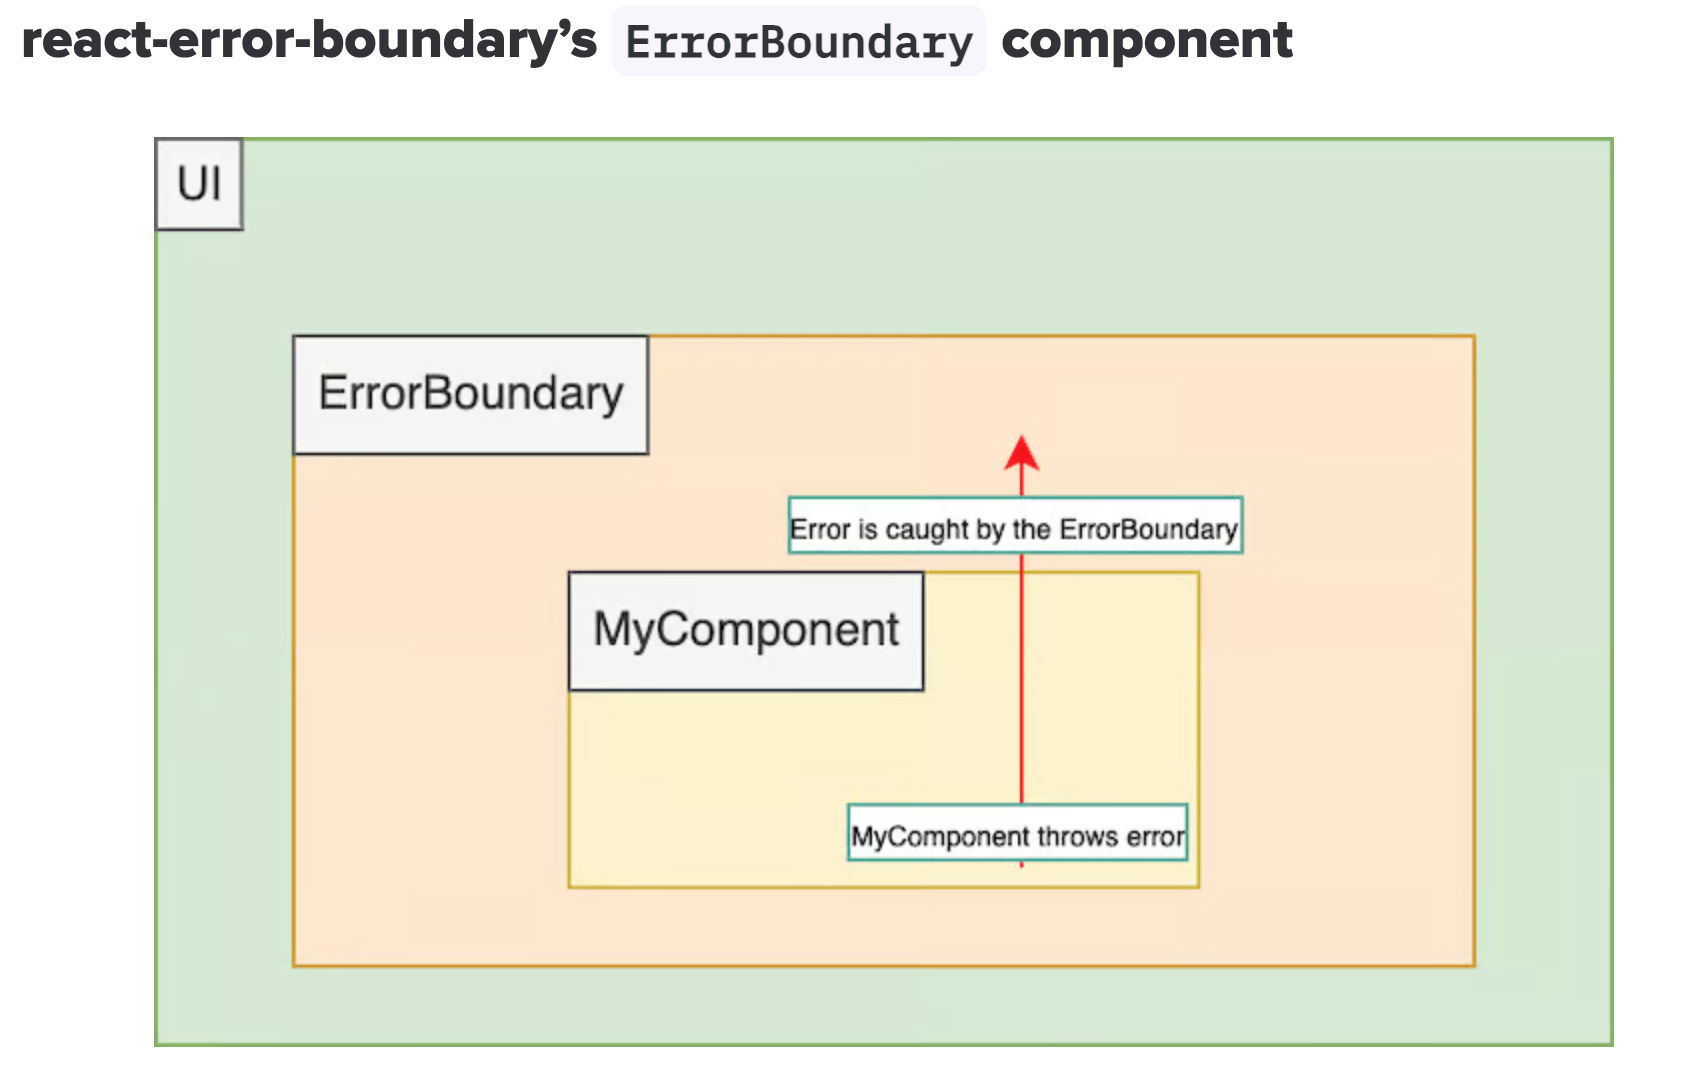 react-error-boundary’s ErrorBoundary component
UI
ErrorBoundary
Error is caught by the ErrorBoundary
MyComponent
MyComponent throws error